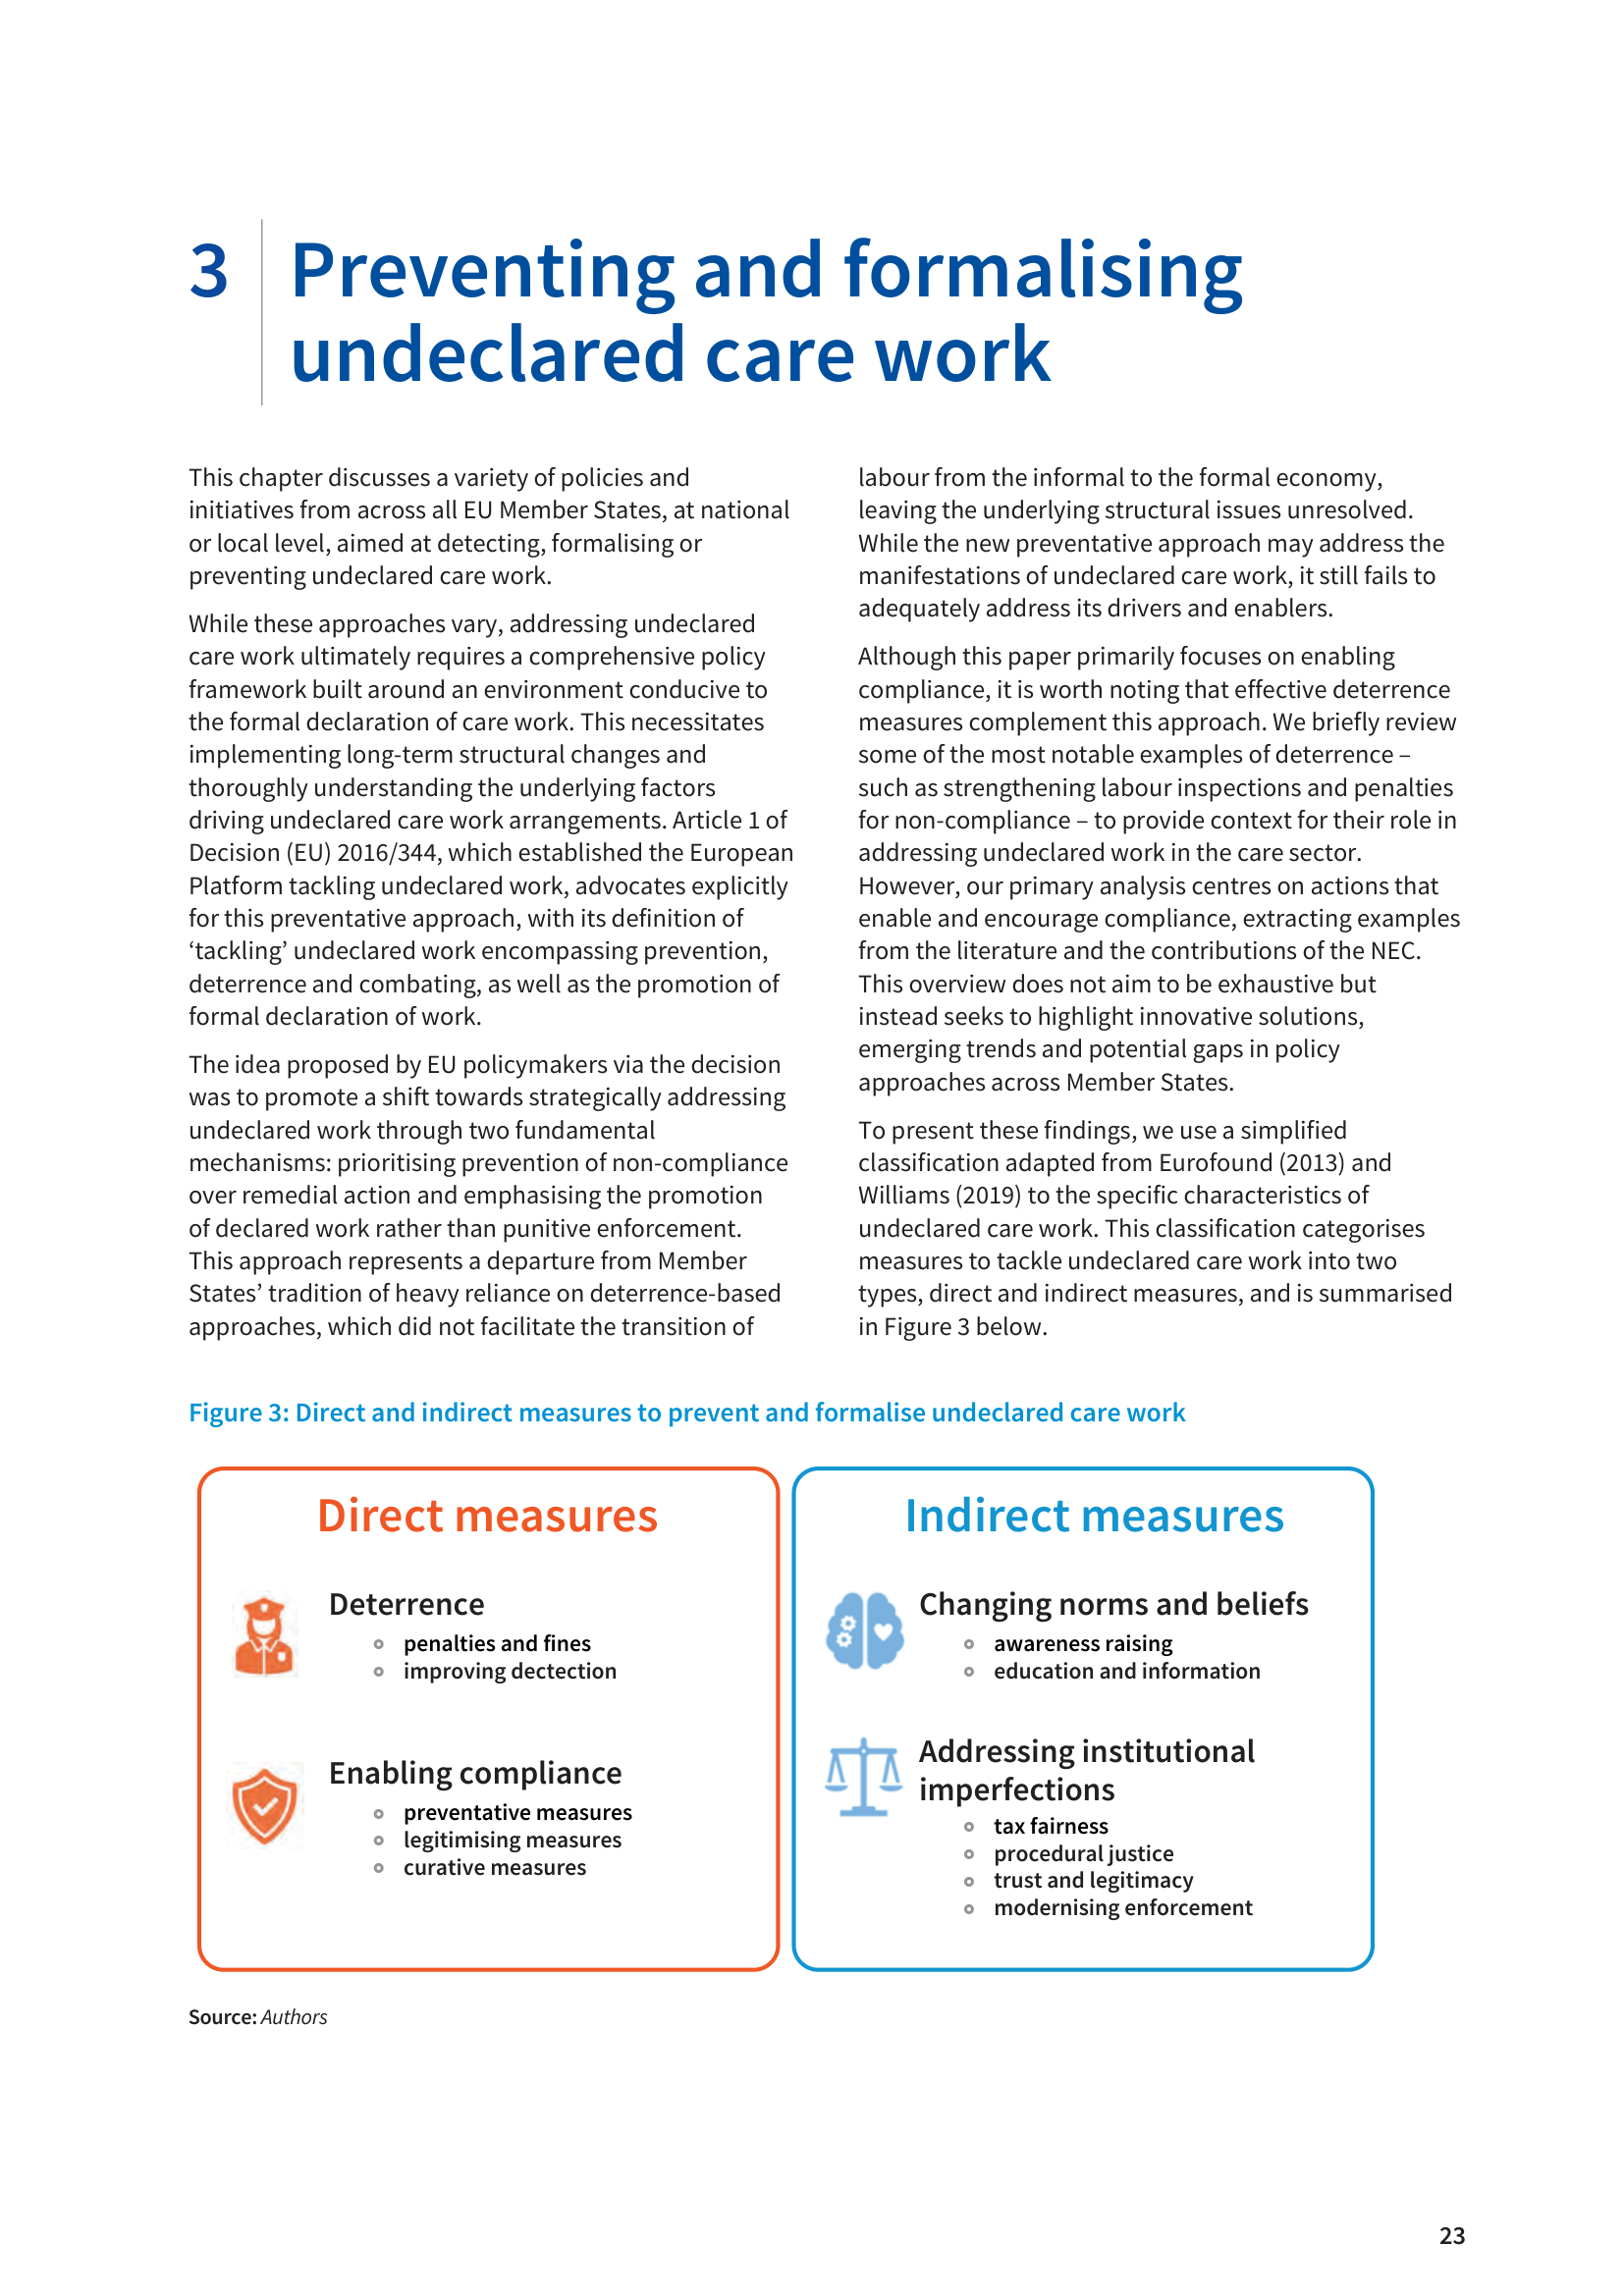 3
Preventing and formalising
undeclared care work
This chapter discusses a variety of policies and
initiatives from across all EU Member States, at national
or local level, aimed at detecting, formalising or
preventing undeclared care work.
While these approaches vary, addressing undeclared
care work ultimately requires a comprehensive policy
framework built around an environment conducive to
the formal declaration of care work. This necessitates
implementing long-term structural changes and
thoroughly understanding the underlying factors
driving undeclared care work arrangements. Article 1 of
Decision (EU) 2016/344, which established the European
Platform tackling undeclared work, advocates explicitly
for this preventative approach, with its definition of
‘tackling’ undeclared work encompassing prevention,
deterrence and combating, as well as the promotion of
formal declaration of work.
The idea proposed by EU policymakers via the decision
was to promote a shift towards strategically addressing
undeclared work through two fundamental
mechanisms: prioritising prevention of non-compliance
over remedial action and emphasising the promotion
of declared work rather than punitive enforcement.
This approach represents a departure from Member
States’ tradition of heavy reliance on deterrence-based
approaches, which did not facilitate the transition of
labour from the informal to the formal economy,
leaving the underlying structural issues unresolved.
While the new preventative approach may address the
manifestations of undeclared care work, it still fails to
adequately address its drivers and enablers.
Although this paper primarily focuses on enabling
compliance, it is worth noting that effective deterrence
measures complement this approach. We briefly review
some of the most notable examples of deterrence –
such as strengthening labour inspections and penalties
for non-compliance – to provide context for their role in
addressing undeclared work in the care sector.
However, our primary analysis centres on actions that
enable and encourage compliance, extracting examples
from the literature and the contributions of the NEC.
This overview does not aim to be exhaustive but
instead seeks to highlight innovative solutions,
emerging trends and potential gaps in policy
approaches across Member States.
To present these findings, we use a simplified
classification adapted from Eurofound (2013) and
Williams (2019) to the specific characteristics of
undeclared care work. This classification categorises
measures to tackle undeclared care work into two
types, direct and indirect measures, and is summarised
in Figure 3 below.
Figure 3: Direct and indirect measures to prevent and formalise undeclared care work
Direct measures
Deterrence
penalties and fines
improving dectection
Enabling compliance
preventative measures
legitimising measures
curative measures
Indirect measures
Changing norms and beliefs
awareness raising
education and information
Addressing institutional
imperfections
tax fairness
procedural justice
trust and legitimacy
modernising enforcement
Source: Authors
23